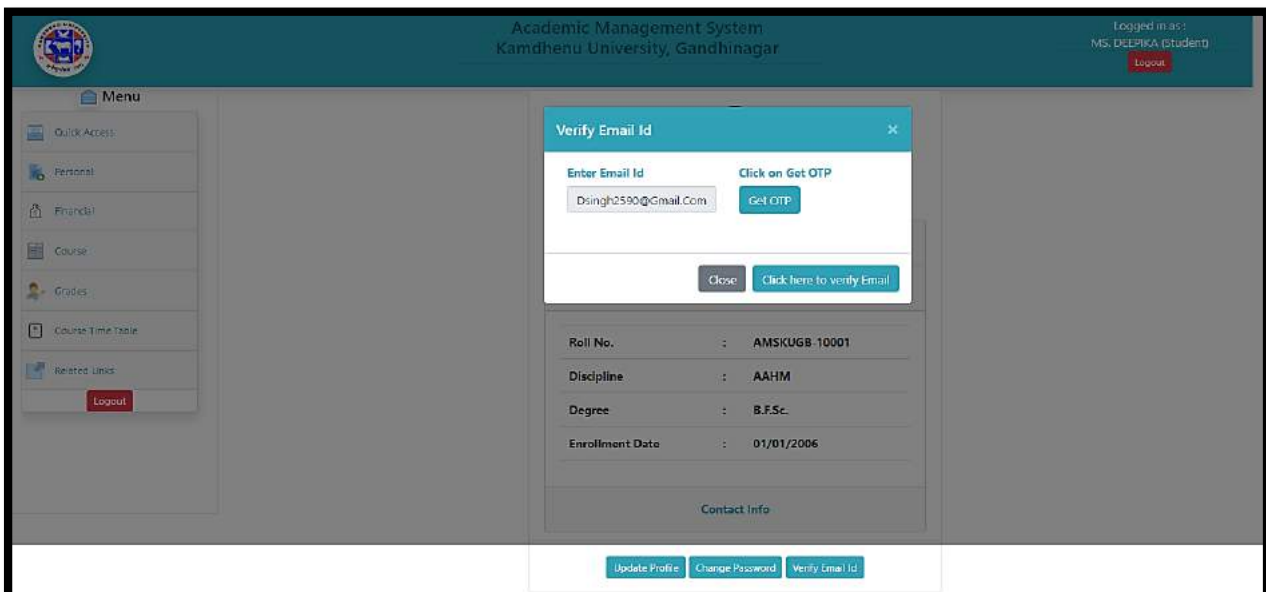 Academic Management System
Kamdhenu University, Gandhinagar
Logged in as :
MS. DEEPIKA (Student)
Logout
Menu
Quick Access
Personal
Financial
Course
Grades
Course Time Table
Related Links
Logout
Verify Email Id ×
Enter Email Id Click on Get OTP
Dsingh2590@Gmail.Com Get OTP
Close Click here to verify Email
Roll No. : AMSKUGB-10001
Discipline : AAHM
Degree : B.F.Sc.
Enrollment Date : 01/01/2006
Contact Info
Update Profile Change Password Verify Email Id